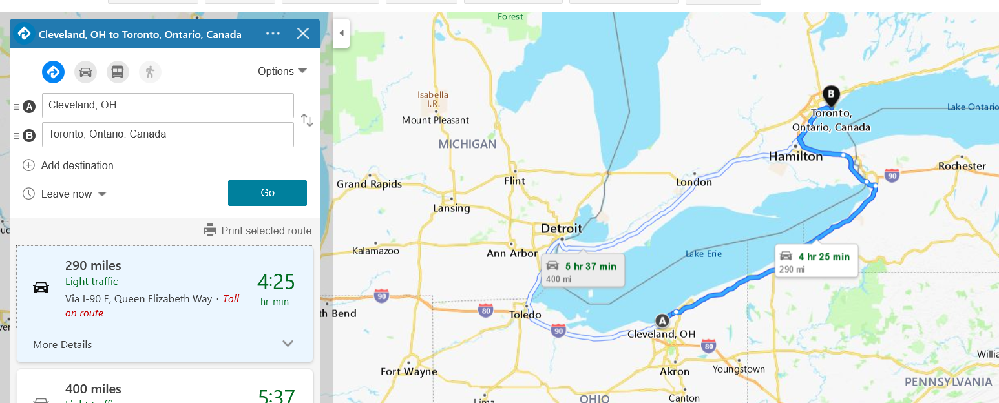 Cleveland, OH to Toronto, Ontario, Canada
Options
A
Cleveland, OH
B
Toronto, Ontario, Canada
Add destination
Leave now
Go
Print selected route
290 miles
Light traffic
4:25
hr min
Via I-90 E, Queen Elizabeth Way · Toll
on route
More Details
400 miles
Light traffic
5:37
Forest
Isabella
I.R.
Mount Pleasant
MICHIGAN
B
Toronto,
Ontario, Canada
Lake Ontario
Hamilton
Rochester
90
Grand Rapids
Flint
London
Lansing
Detroit
Kalamazoo
Ann Arbor
Lake Erie
5 hr 37 min
400 mi
4 hr 25 min
290 mi
90
80
th Bend
Toledo
90
A
Cleveland, OH
80
Fort Wayne
Akron
Youngstown
Willia
PENNSYLVANIA
Lima
OHIO
Canton